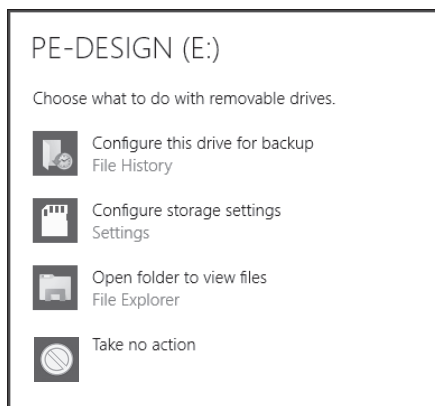 PE-DESIGN (E:)
Choose what to do with removable drives.
Configure this drive for backup
File History
Configure storage settings
Settings
Open folder to view files
File Explorer
Take no action